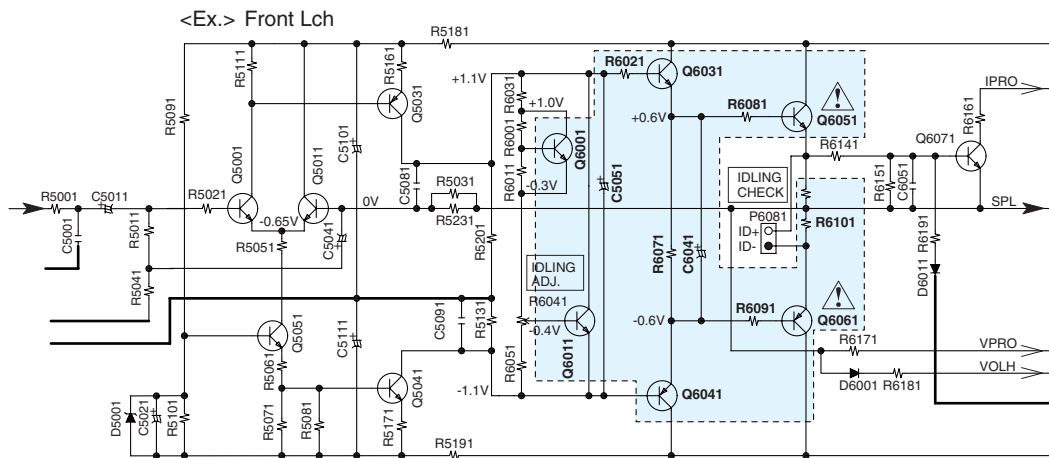 <Ex.> Front Lch
R5181
R5111
R5161
Q5031
R5091
+1.1V
R6031
+1.0V
R6021
Q6031
R6001
Q6001
R6011
-0.3V
C5051
+0.6V
R6081
Q6051
IPRO
R6161
Q6071
R6141
C5101
Q5001
Q5011
C5081
R5031
R5231
0V
R5001
C5011
R5021
C5001
R5011
-0.65V
R5051
C5041
R5201
R6071
C6041
IDLING
CHECK
P6081
ID+
ID-
R6101
R6151
C6051
SPL
R6191
D6011
R5041
IDLING
ADJ.
R6041
-0.4V
Q6011
Q5051
C5111
C5091
R5131
R6051
-0.6V
R6091
Q6061
R6171
VPRO
D6001
R6181
VOLH
R5061
Q5041
-1.1V
Q6041
D5001
C5021
R5101
R5071
R5081
R5171
R5191